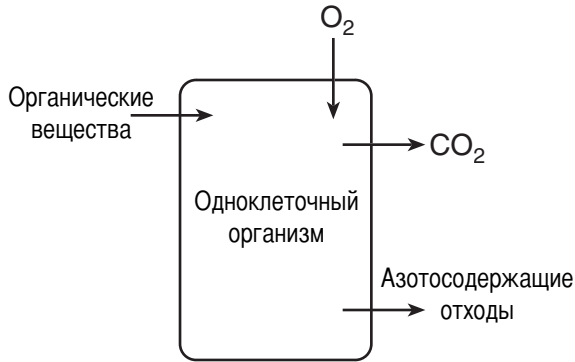 O₂
Органические
вещества
CO₂
Одноклеточный
организм
Азотосодержащие
отходы